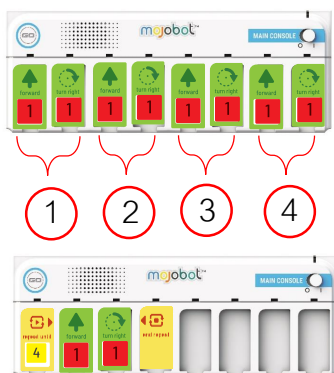 GO mojobot™ MAIN CONSOLE
O I
forward turn right forward turn right forward turn right forward turn right
1 1 1 1 1 1 1 1
1 2 3 4
GO mojobot™ MAIN CONSOLE
O I
repeat until forward turn right end repeat
4 1 1